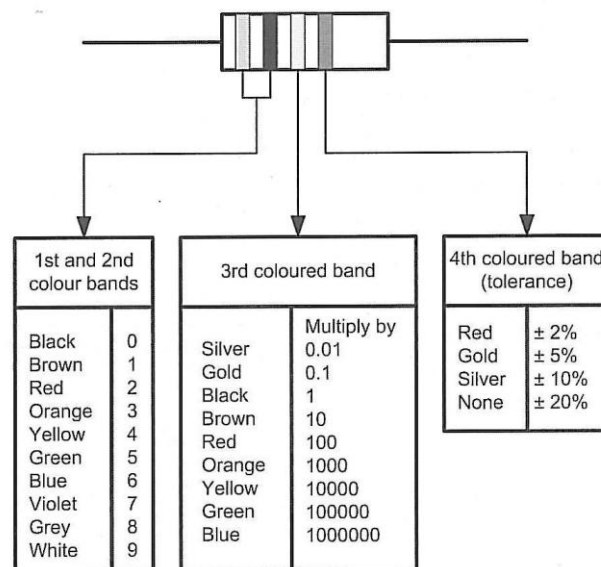 1st and 2nd
colour bands
Black 0
Brown 1
Red 2
Orange 3
Yellow 4
Green 5
Blue 6
Violet 7
Grey 8
White 9
3rd coloured band
Multiply by
Silver 0.01
Gold 0.1
Black 1
Brown 10
Red 100
Orange 1000
Yellow 10000
Green 100000
Blue 1000000
4th coloured band
(tolerance)
Red ± 2%
Gold ± 5%
Silver ± 10%
None ± 20%